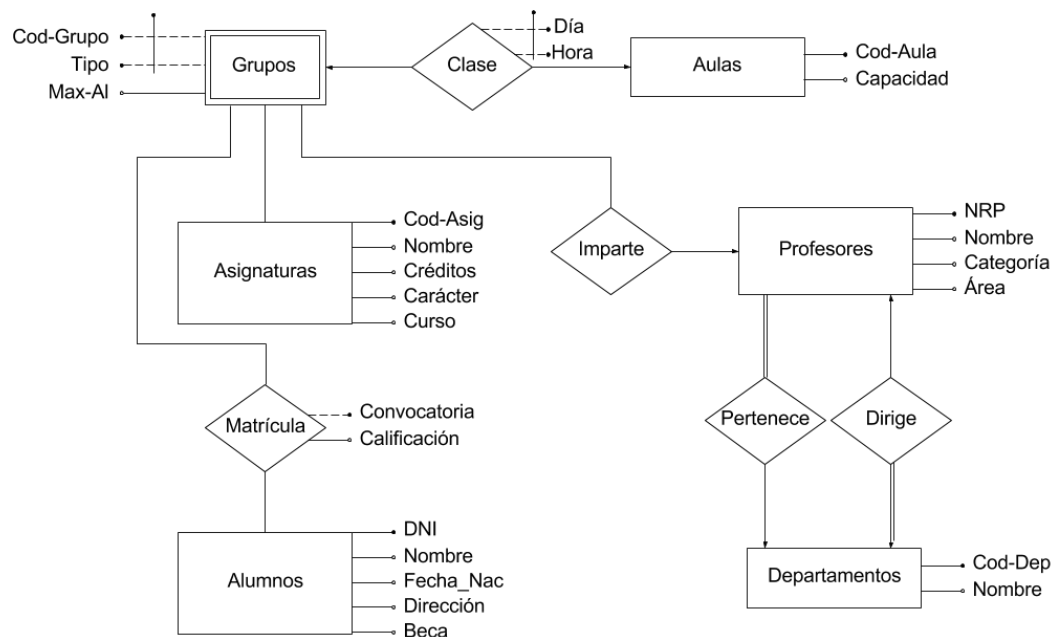 Cod-Grupo
Tipo
Max-Al
Grupos
Clase
Día
Hora
Aulas
Cod-Aula
Capacidad
Asignaturas
Cod-Asig
Nombre
Créditos
Carácter
Curso
Imparte
Profesores
NRP
Nombre
Categoría
Área
Matrícula
Convocatoria
Calificación
Pertenece
Dirige
Alumnos
DNI
Nombre
Fecha_Nac
Dirección
Beca
Departamentos
Cod-Dep
Nombre